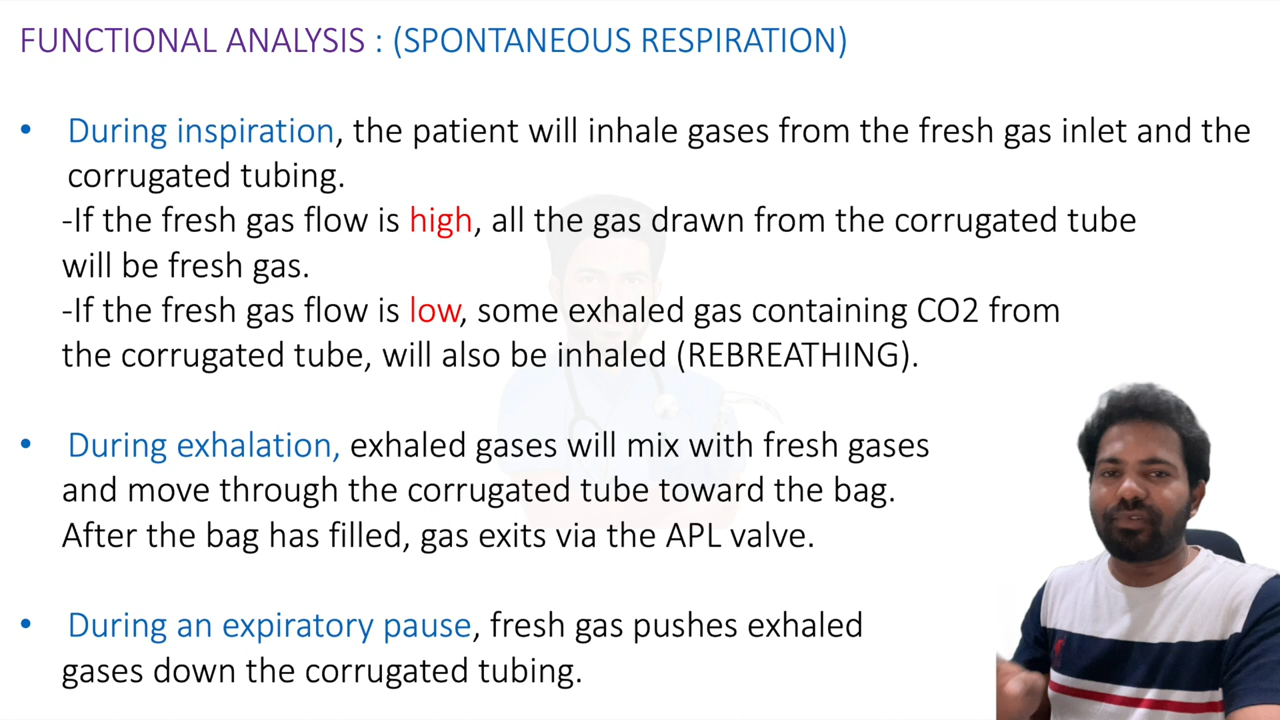 FUNCTIONAL ANALYSIS : (SPONTANEOUS RESPIRATION)
• During inspiration, the patient will inhale gases from the fresh gas inlet and the
corrugated tubing.
-If the fresh gas flow is high, all the gas drawn from the corrugated tube
will be fresh gas.
-If the fresh gas flow is low, some exhaled gas containing CO2 from
the corrugated tube, will also be inhaled (REBREATHING).
• During exhalation, exhaled gases will mix with fresh gases
and move through the corrugated tube toward the bag.
After the bag has filled, gas exits via the APL valve.
• During an expiratory pause, fresh gas pushes exhaled
gases down the corrugated tubing.